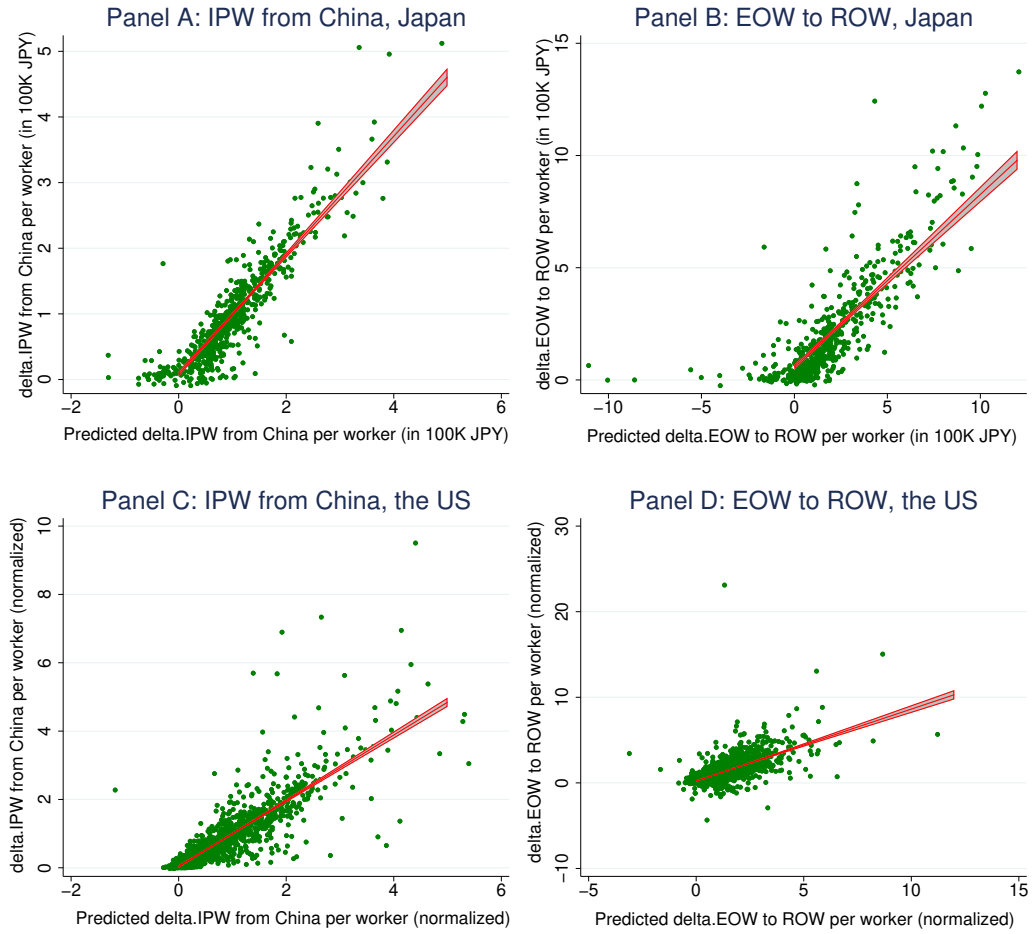 Panel A: IPW from China, Japan
delta.IPW from China per worker (in 100K JPY)
5
4
3
2
1
0
−2 0 2 4 6
Predicted delta.IPW from China per worker (in 100K JPY)
Panel B: EOW to ROW, Japan
delta.EOW to ROW per worker (in 100K JPY)
15
10
5
0
−10 −5 0 5 10
Predicted delta.EOW to ROW per worker (in 100K JPY)
Panel C: IPW from China, the US
delta.IPW from China per worker (normalized)
10
8
6
4
2
0
−2 0 2 4 6
Predicted delta.IPW from China per worker (normalized)
Panel D: EOW to ROW, the US
delta.EOW to ROW per worker (normalized)
30
20
10
0
−10
−5 0 5 10 15
Predicted delta.EOW to ROW per worker (normalized)